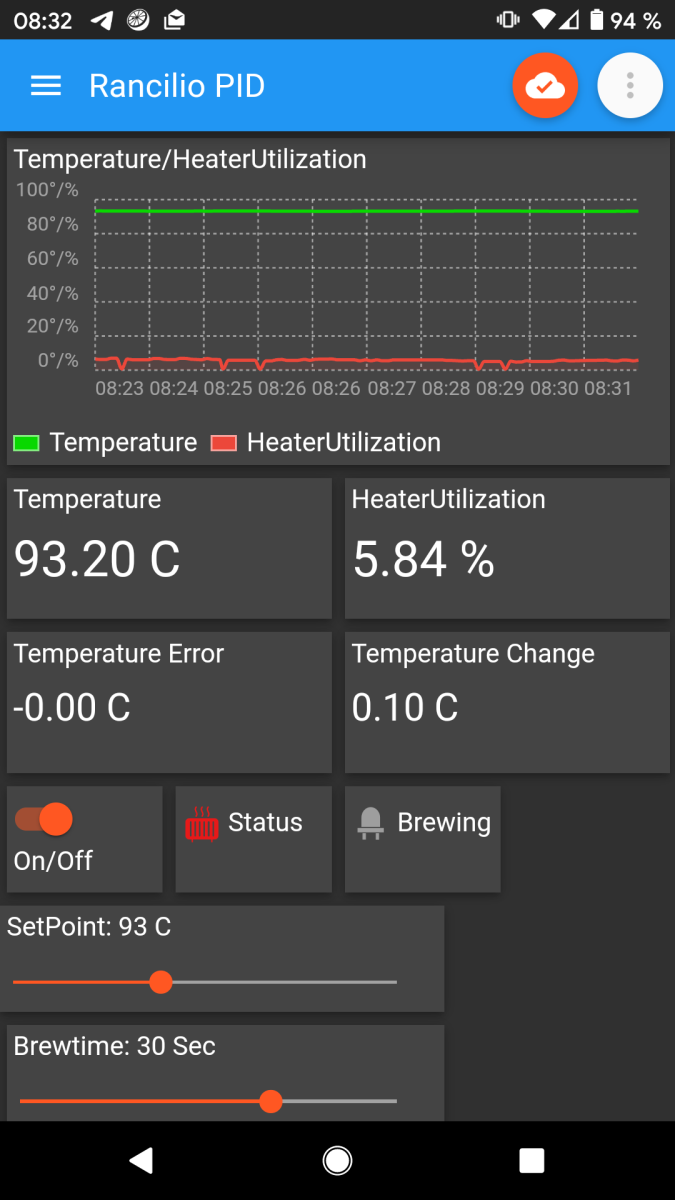 08:32 94 %
Rancilio PID
Temperature/HeaterUtilization
100°/%
80°/%
60°/%
40°/%
20°/%
0°/%
08:23 08:24 08:25 08:26 08:26 08:27 08:28 08:29 08:30 08:31
Temperature HeaterUtilization
Temperature HeaterUtilization
93.20 C 5.84 %
Temperature Error Temperature Change
-0.00 C 0.10 C
Status Brewing
On/Off
SetPoint: 93 C
Brewtime: 30 Sec